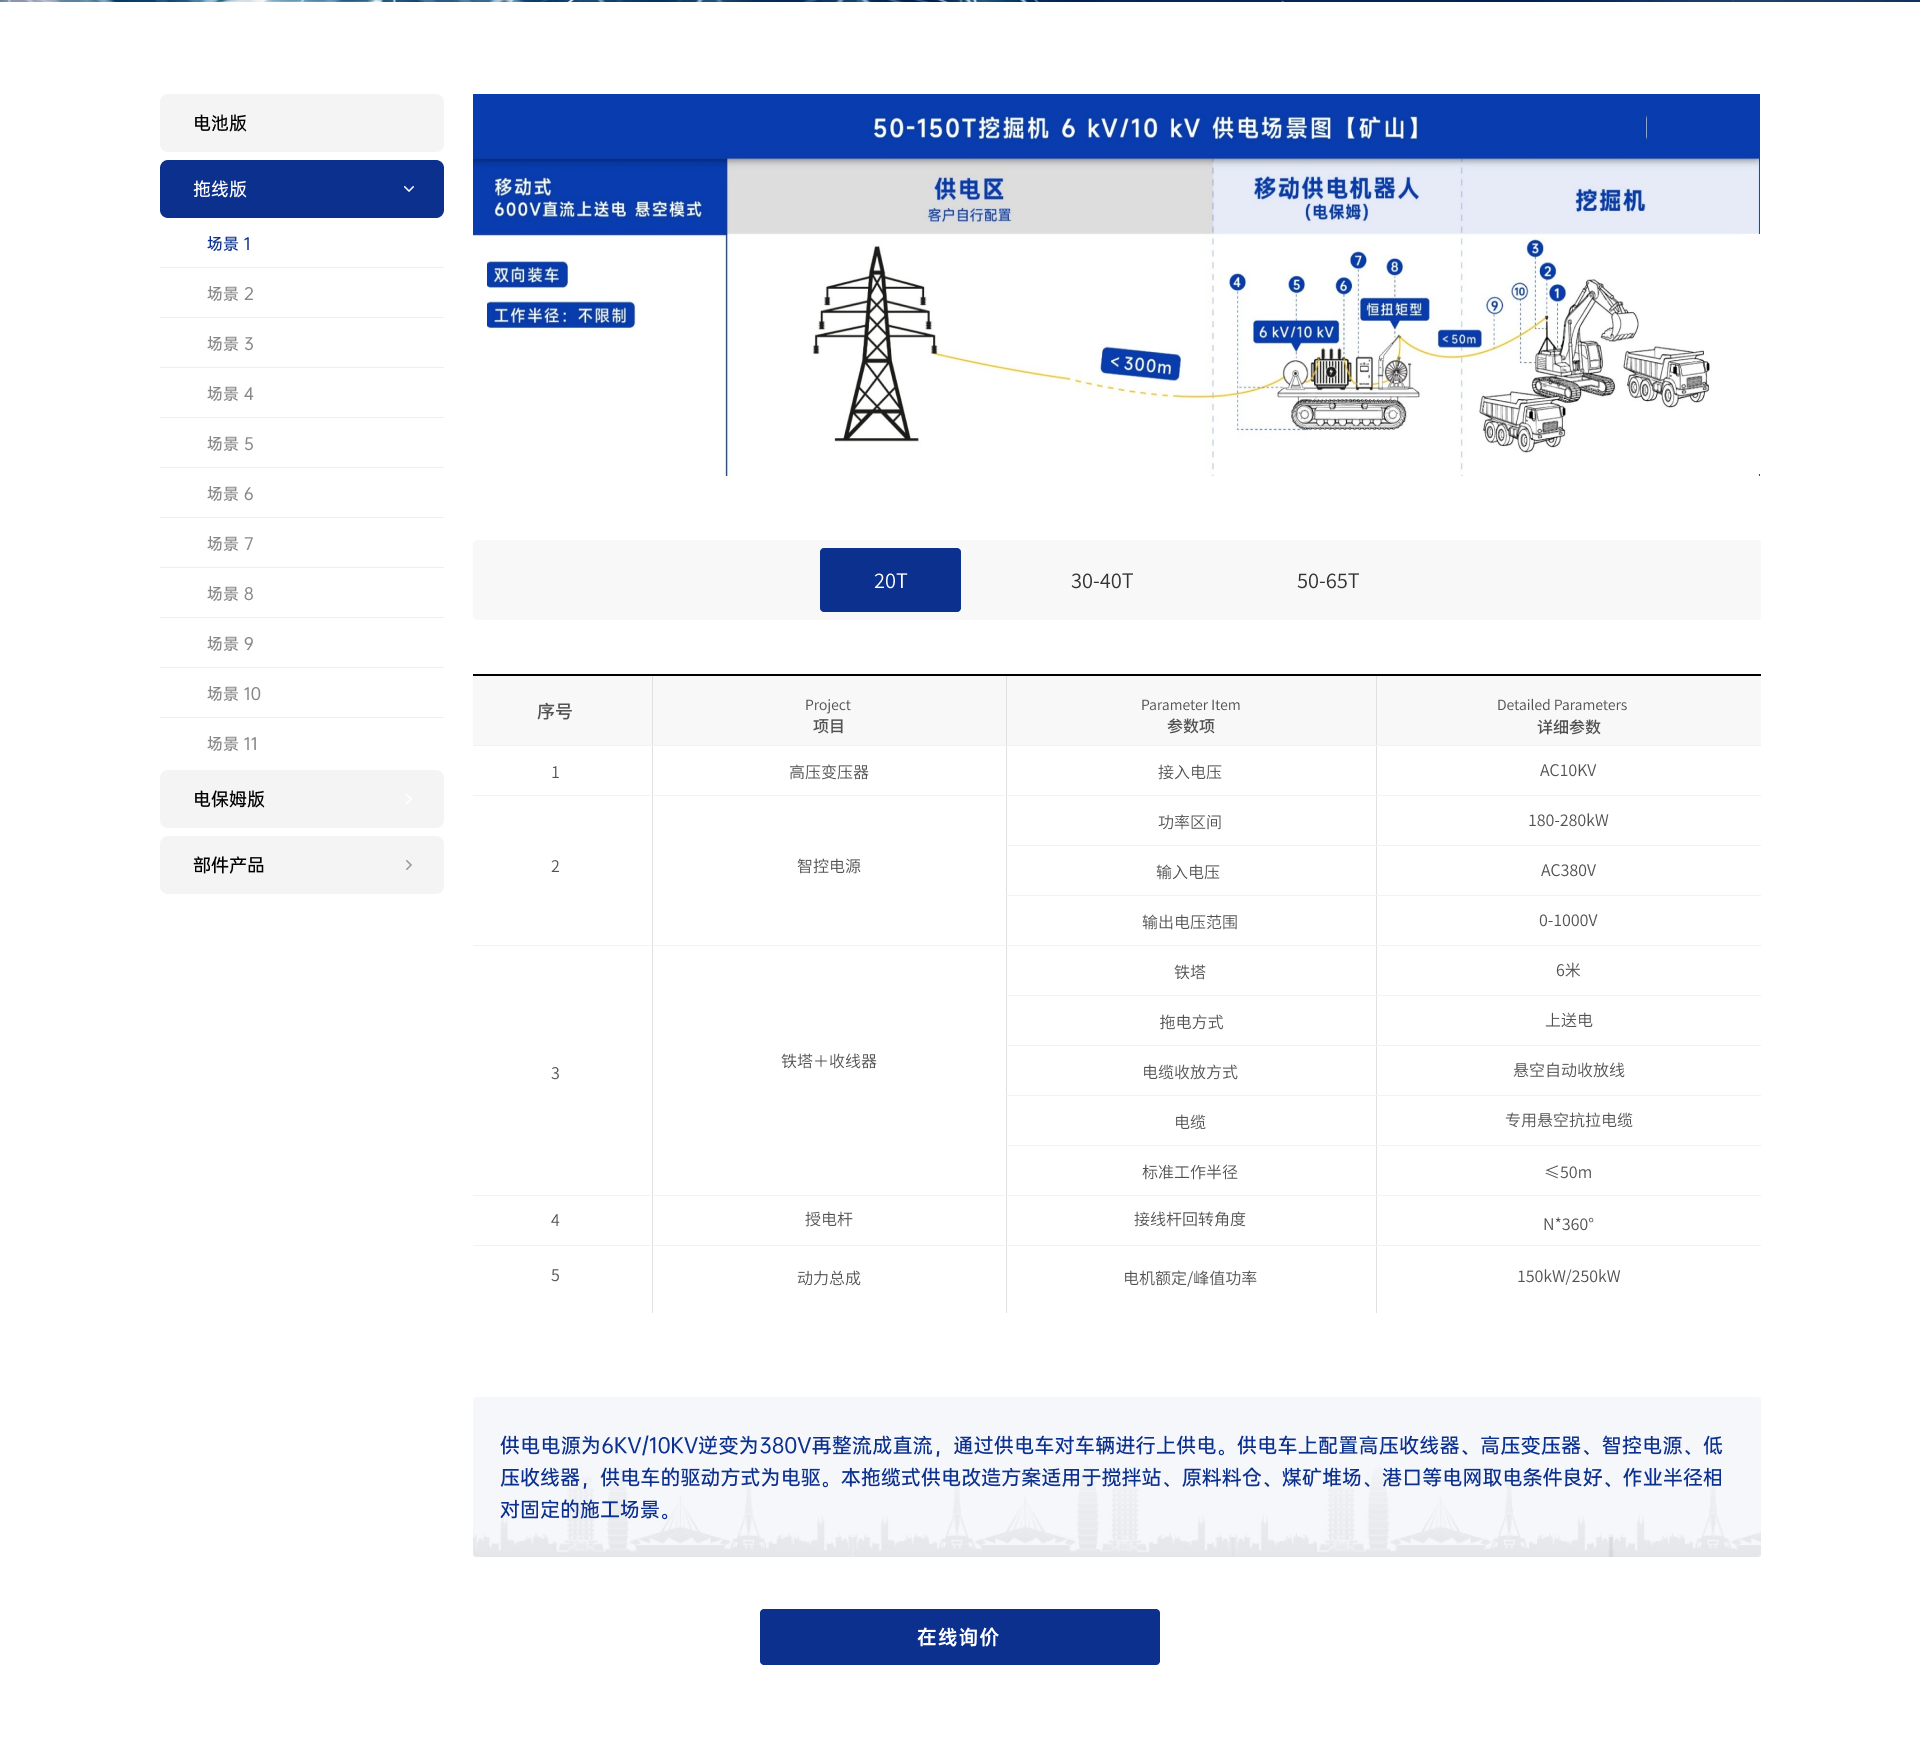 电池版
拖线版
场景 1
场景 2
场景 3
场景 4
场景 5
场景 6
场景 7
场景 8
场景 9
场景 10
场景 11
电保姆版
部件产品
50-150T挖掘机 6 kV/10 kV 供电场景图【矿山】
移动式
600V直流上送电 悬空模式
供电区
客户自行配置
移动供电机器人
(电保姆)
挖掘机
双向装车
工作半径：不限制
<300m
4
5
6
7
8
6 kV/10 kV
恒扭矩型
<50m
9
10
3
2
1
20T
30-40T
50-65T
序号
Project
项目
Parameter Item
参数项
Detailed Parameters
详细参数
1
高压变压器
接入电压
AC10KV
2
智控电源
功率区间
180-280kW
输入电压
AC380V
输出电压范围
0-1000V
3
铁塔＋收线器
铁塔
6米
拖电方式
上送电
电缆收放方式
悬空自动收放线
电缆
专用悬空抗拉电缆
标准工作半径
≤50m
4
授电杆
接线杆回转角度
N*360°
5
动力总成
电机额定/峰值功率
150kW/250kW
供电电源为6KV/10KV逆变为380V再整流成直流，通过供电车对车辆进行上供电。供电车上配置高压收线器、高压变压器、智控电源、低
压收线器，供电车的驱动方式为电驱。本拖缆式供电改造方案适用于搅拌站、原料料仓、煤矿堆场、港口等电网取电条件良好、作业半径相
对固定的施工场景。
在线询价